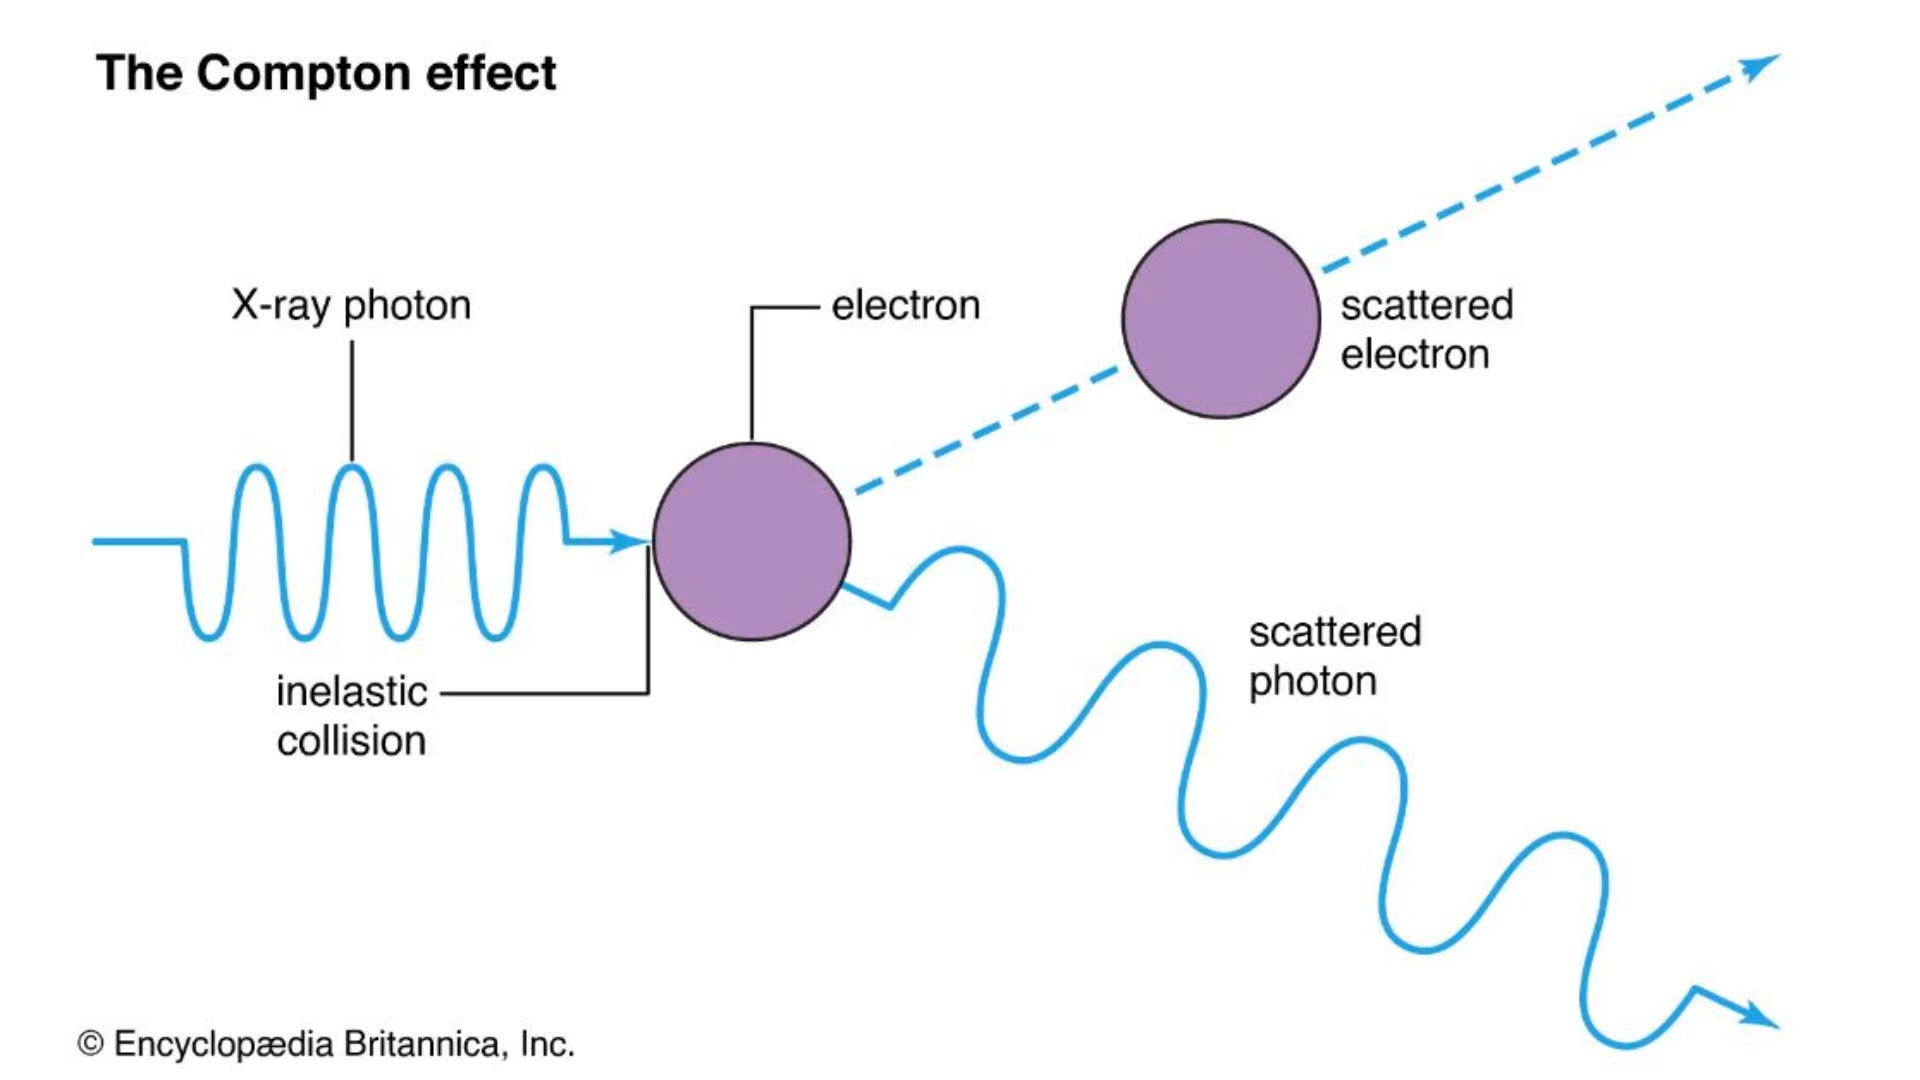 The Compton effect
X-ray photon
electron
scattered
electron
inelastic
collision
scattered
photon
© Encyclopædia Britannica, Inc.